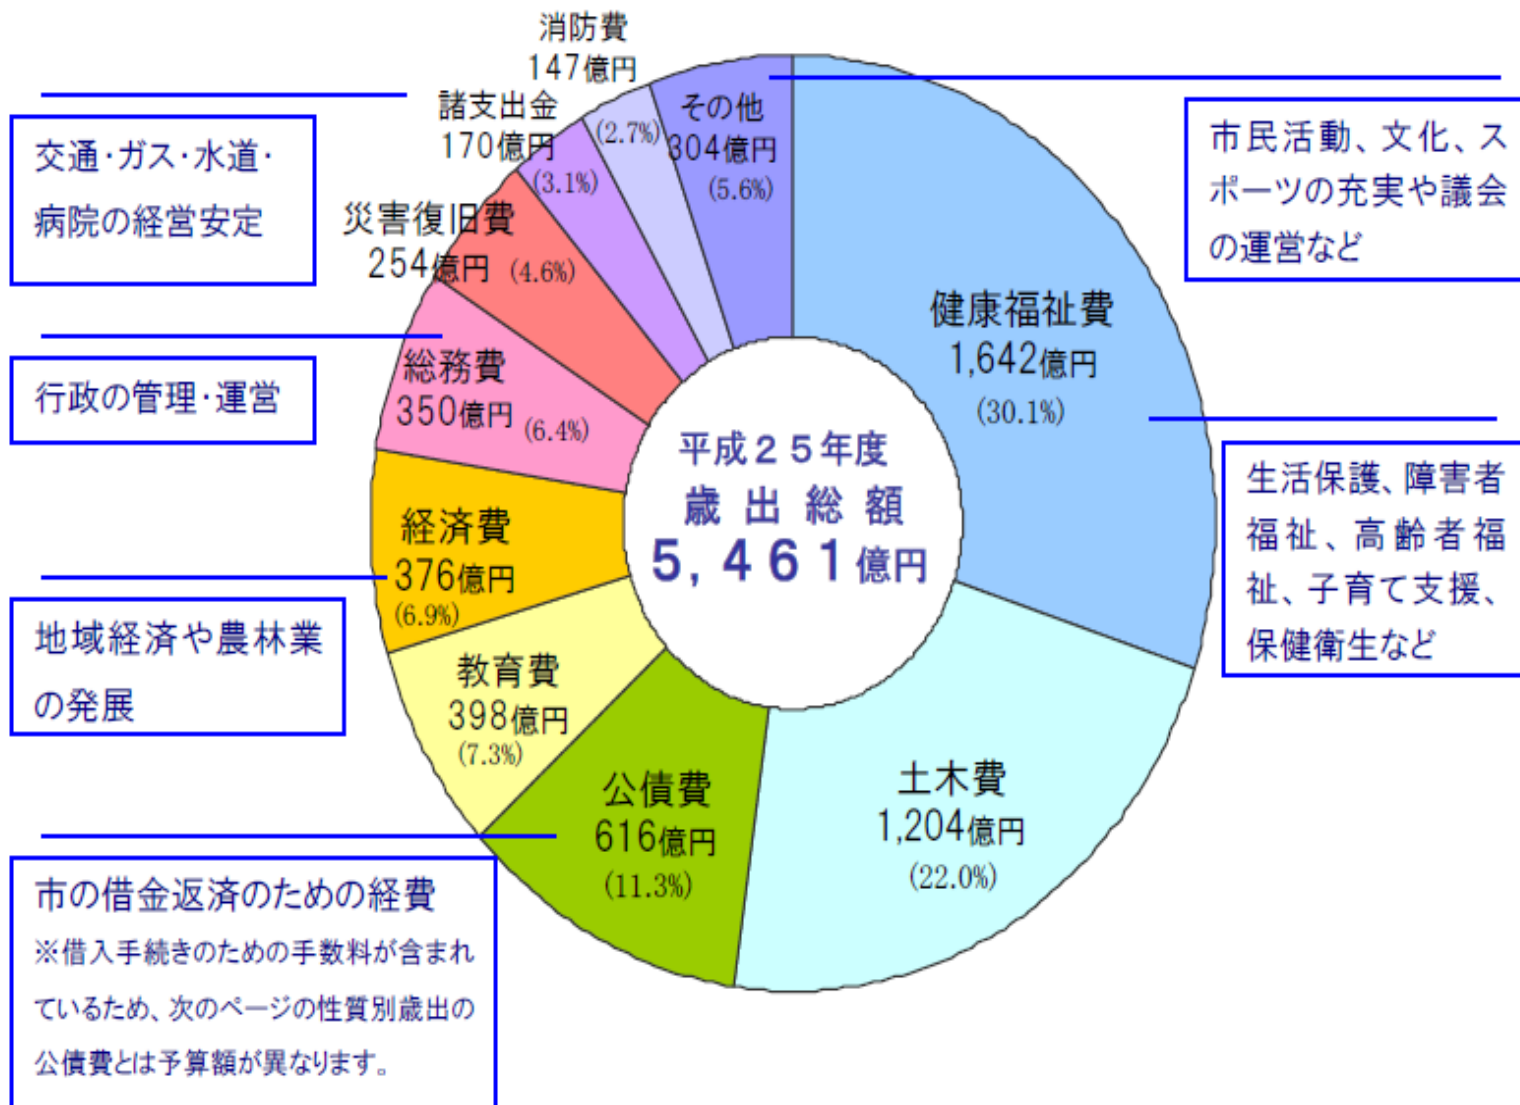 消防費
147億円
(2.7%)
諸支出金
170億円
(3.1%)
その他
304億円
(5.6%)
交通・ガス・水道・
病院の経営安定
市民活動、文化、ス
ポーツの充実や議会
の運営など
災害復旧費
254億円 (4.6%)
健康福祉費
1,642億円
(30.1%)
行政の管理・運営
総務費
350億円 (6.4%)
平成25年度
歳出総額
5,461億円
生活保護、障害者
福祉、高齢者福
祉、子育て支援、
保健衛生など
経済費
376億円
(6.9%)
地域経済や農林業
の発展
教育費
398億円
(7.3%)
公債費
616億円
(11.3%)
土木費
1,204億円
(22.0%)
市の借金返済のための経費
※借入手続きのための手数料が含まれ
ているため、次のページの性質別歳出の
公債費とは予算額が異なります。